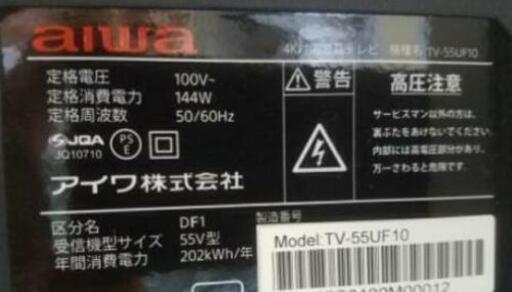 aiwa
4K対応液晶テレビ 機種名 TV-55UF10
定格電圧 100V~
定格消費電力 144W
定格周波数 50/60Hz
JQA
JQ10710
PS
E
アイワ株式会社
⚠警告 高圧注意
サービスマン以外の方は、
裏ぶたをあけないでください。
内部には高電圧部分があり、
万一さわると危険です。
区分名 DF1
受信機型サイズ 55V型
年間消費電力 202kWh/年
製造番号
Model:TV-55UF10